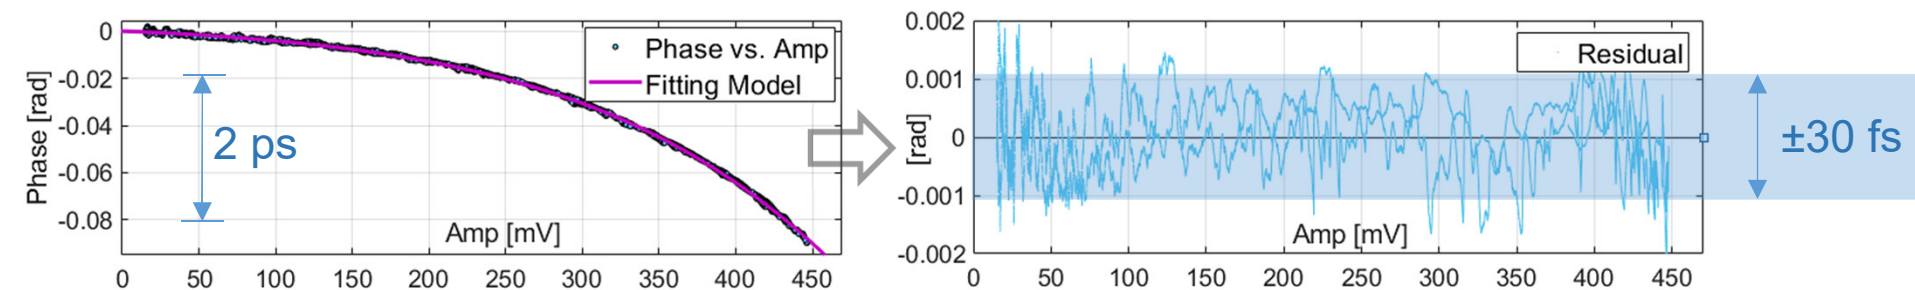 Phase [rad]
0
-0.02
-0.04
-0.06
-0.08
2 ps
Phase vs. Amp
Fitting Model
Amp [mV]
0 50 100 150 200 250 300 350 400 450
[rad]
0.002
0.001
0
-0.001
-0.002
Residual
Amp [mV]
0 50 100 150 200 250 300 350 400 450
±30 fs